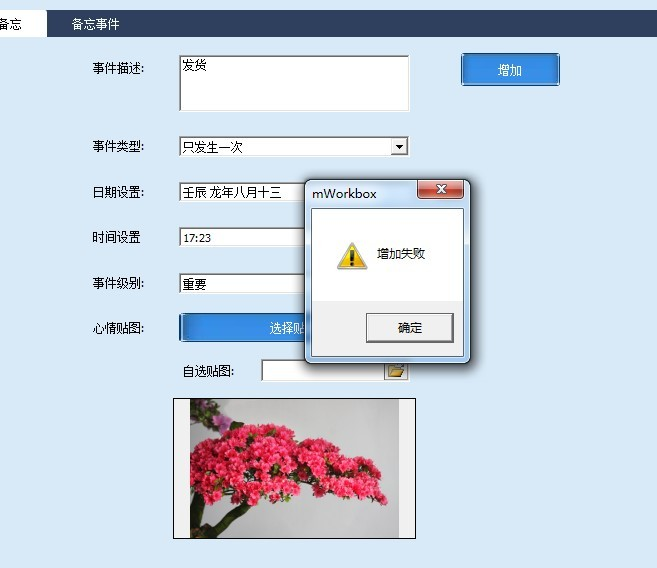 备忘
备忘事件
事件描述:
发货
增加
事件类型:
只发生一次
日期设置:
壬辰 龙年八月十三
mWorkbox
时间设置
17:23
增加失败
事件级别:
重要
确定
心情贴图:
选择贴
自选贴图: